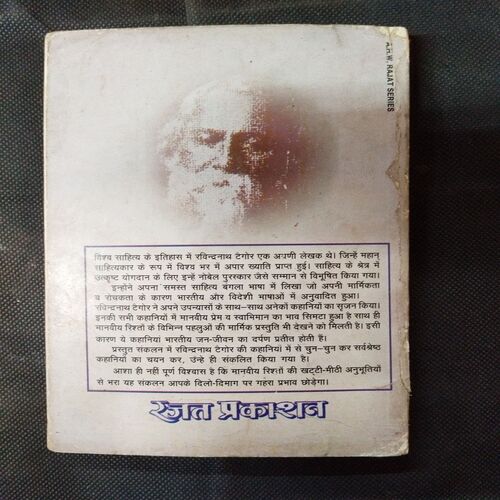 A.H.W. RAJAT SERIES
विश्व साहित्य के इतिहास में रविन्दनाथ टेगोर एक अग्रणी लेखक थे। जिन्हें महान्
साहित्यकार के रूप में विश्व भर में अपार ख्याति प्राप्त हुई। साहित्य के श्रेत्र में
उत्कृष्ट योगदान के लिए इन्हें नोबेल पुरस्कार जैसे सम्मान से विभूषित किया गया।
इन्होने अपना समस्त साहित्य बंगला भाषा में लिखा जो अपनी मार्मिकता
व रोचकता के कारण भारतीय और विदेशी भाषाओं में अनुवादित हुआ।
रविन्दनाथ टेगोर ने अपने उपन्यासों के साथ-साथ अनेकों कहानियों का सृजन किया।
इनकी सभी कहानियों में मानवीय प्रेम व स्वाभिमान का भाव सिमटा हुआ है साथ ही
मानवीय रिश्तों के विभिन्न पहलुओं की मार्मिक प्रस्तुति भी देखने को मिलती है। इसी
कारण ये कहानियां भारतीय जन-जीवन का दर्पण प्रतीत होती है।
प्रस्तुत संकलन में रविन्दनाथ टेगोर की कहानियां में से चुन-चुन कर सर्वश्रेष्ठ
कहानियों का चयन कर, उन्हे ही संकलित किया गया है।
आशा ही नहीं पूर्ण विश्वास है कि मानवीय रिश्तों की खट्टी-मीठी अनुभूतियों
से भरा यह संकलन आपके दिलो-दिमाग पर गहरा प्रभाव छोड़ेगा।
रजत प्रकाशन